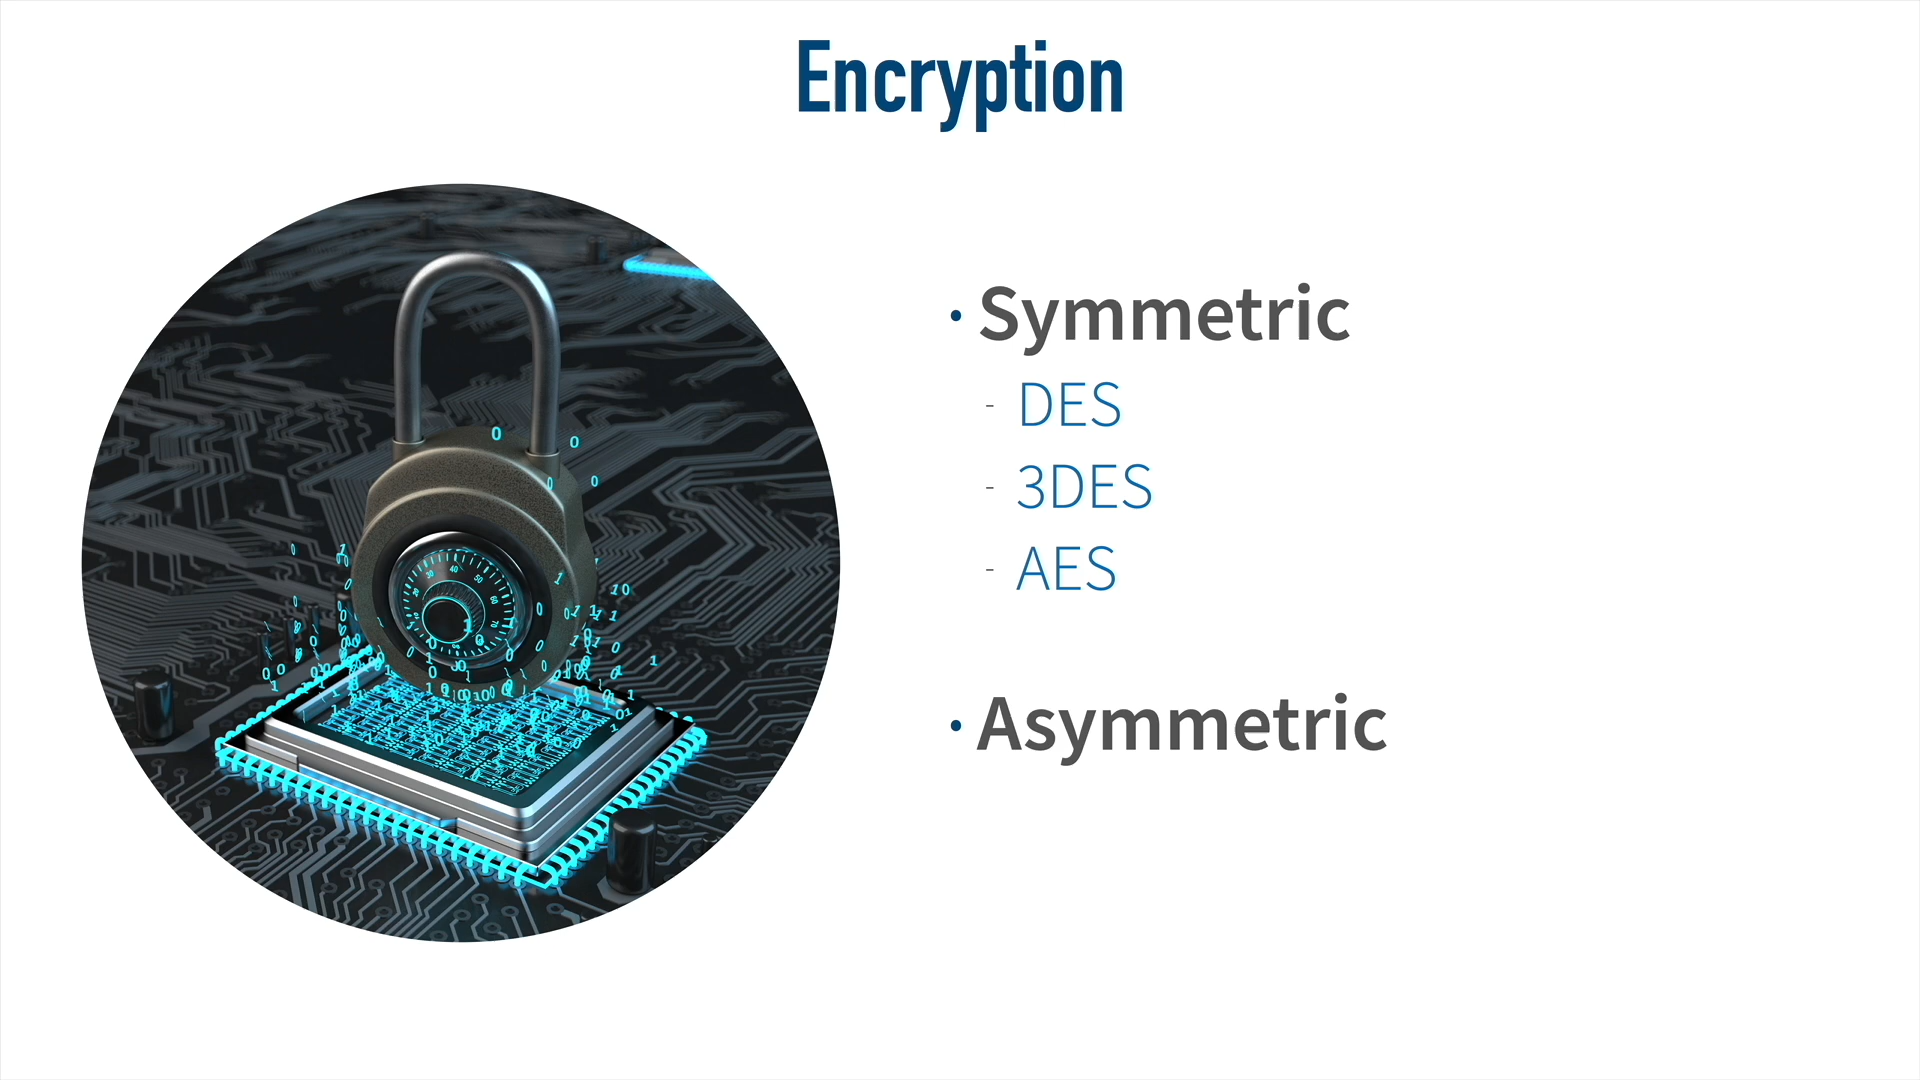 Encryption
• Symmetric
- DES
- 3DES
- AES
• Asymmetric